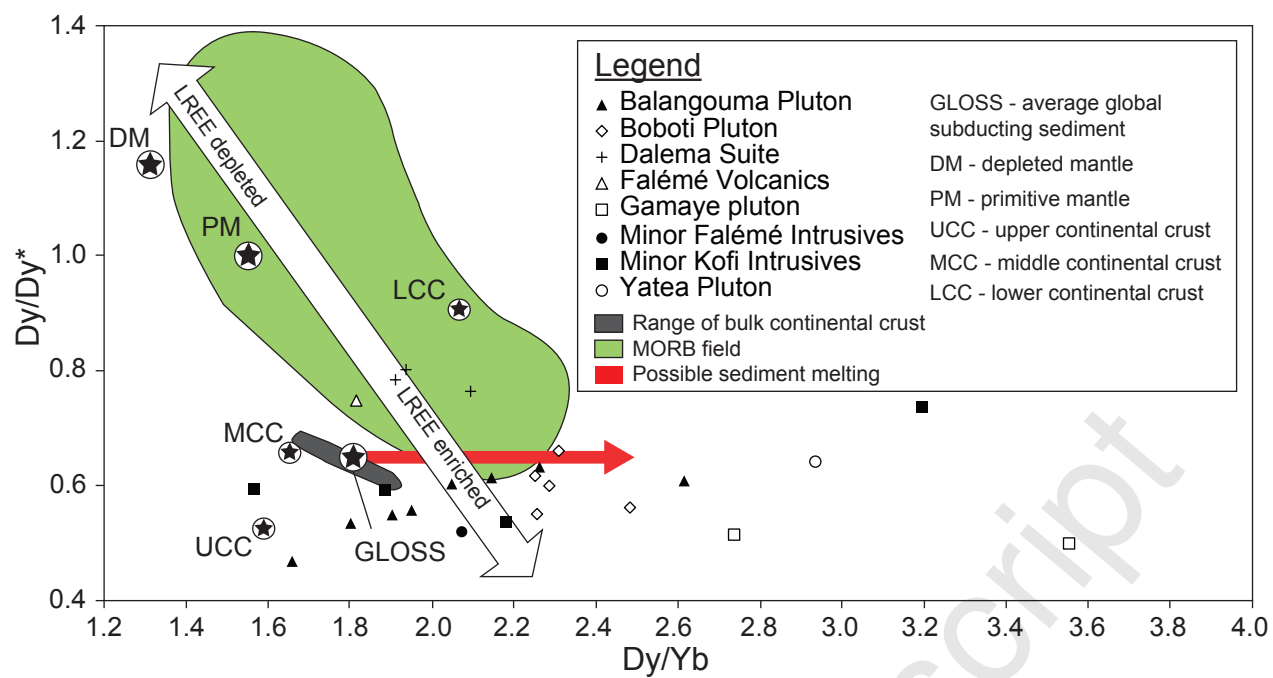 1.4
1.2
1.0
0.8
0.6
0.4
Dy/Dy*
1.2 1.4 1.6 1.8 2.0 2.2 2.4 2.6 2.8 3.0 3.2 3.4 3.6 3.8 4.0
Dy/Yb
DM
PM
LCC
MCC
UCC
GLOSS
LREE depleted
LREE enriched
Legend
Balangouma Pluton
Boboti Pluton
Dalema Suite
Falémé Volcanics
Gamaye pluton
Minor Falémé Intrusives
Minor Kofi Intrusives
Yatea Pluton
Range of bulk continental crust
MORB field
Possible sediment melting
GLOSS - average global
subducting sediment
DM - depleted mantle
PM - primitive mantle
UCC - upper continental crust
MCC - middle continental crust
LCC - lower continental crust
script